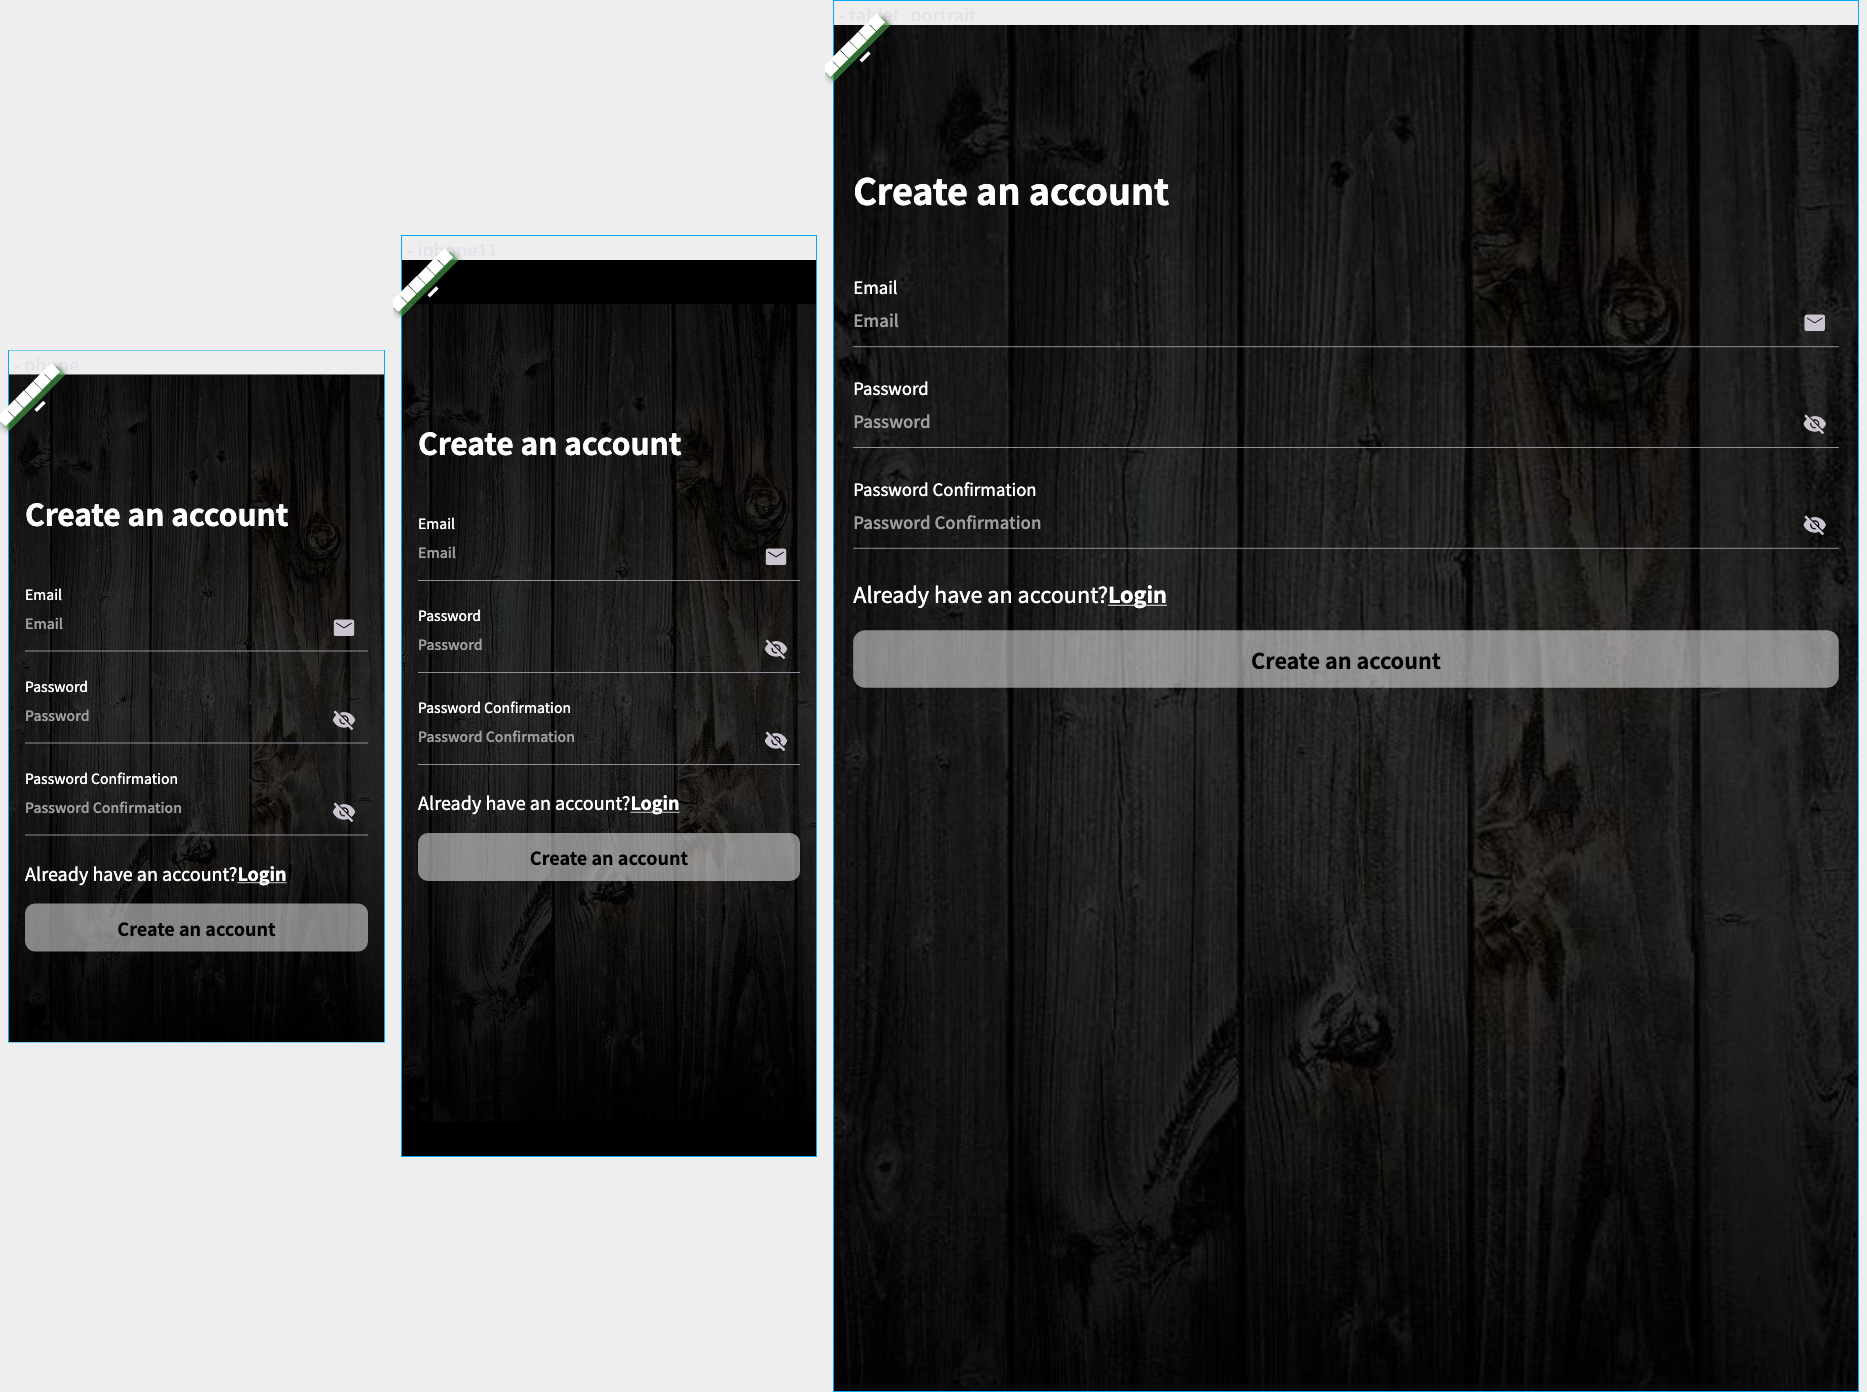 - phone
Create an account
Email
Email
Password
Password
Password Confirmation
Password Confirmation
Already have an account?Login
Create an account
- iphone11
Create an account
Email
Email
Password
Password
Password Confirmation
Password Confirmation
Already have an account?Login
Create an account
- tablet_portrait
Create an account
Email
Email
Password
Password
Password Confirmation
Password Confirmation
Already have an account?Login
Create an account